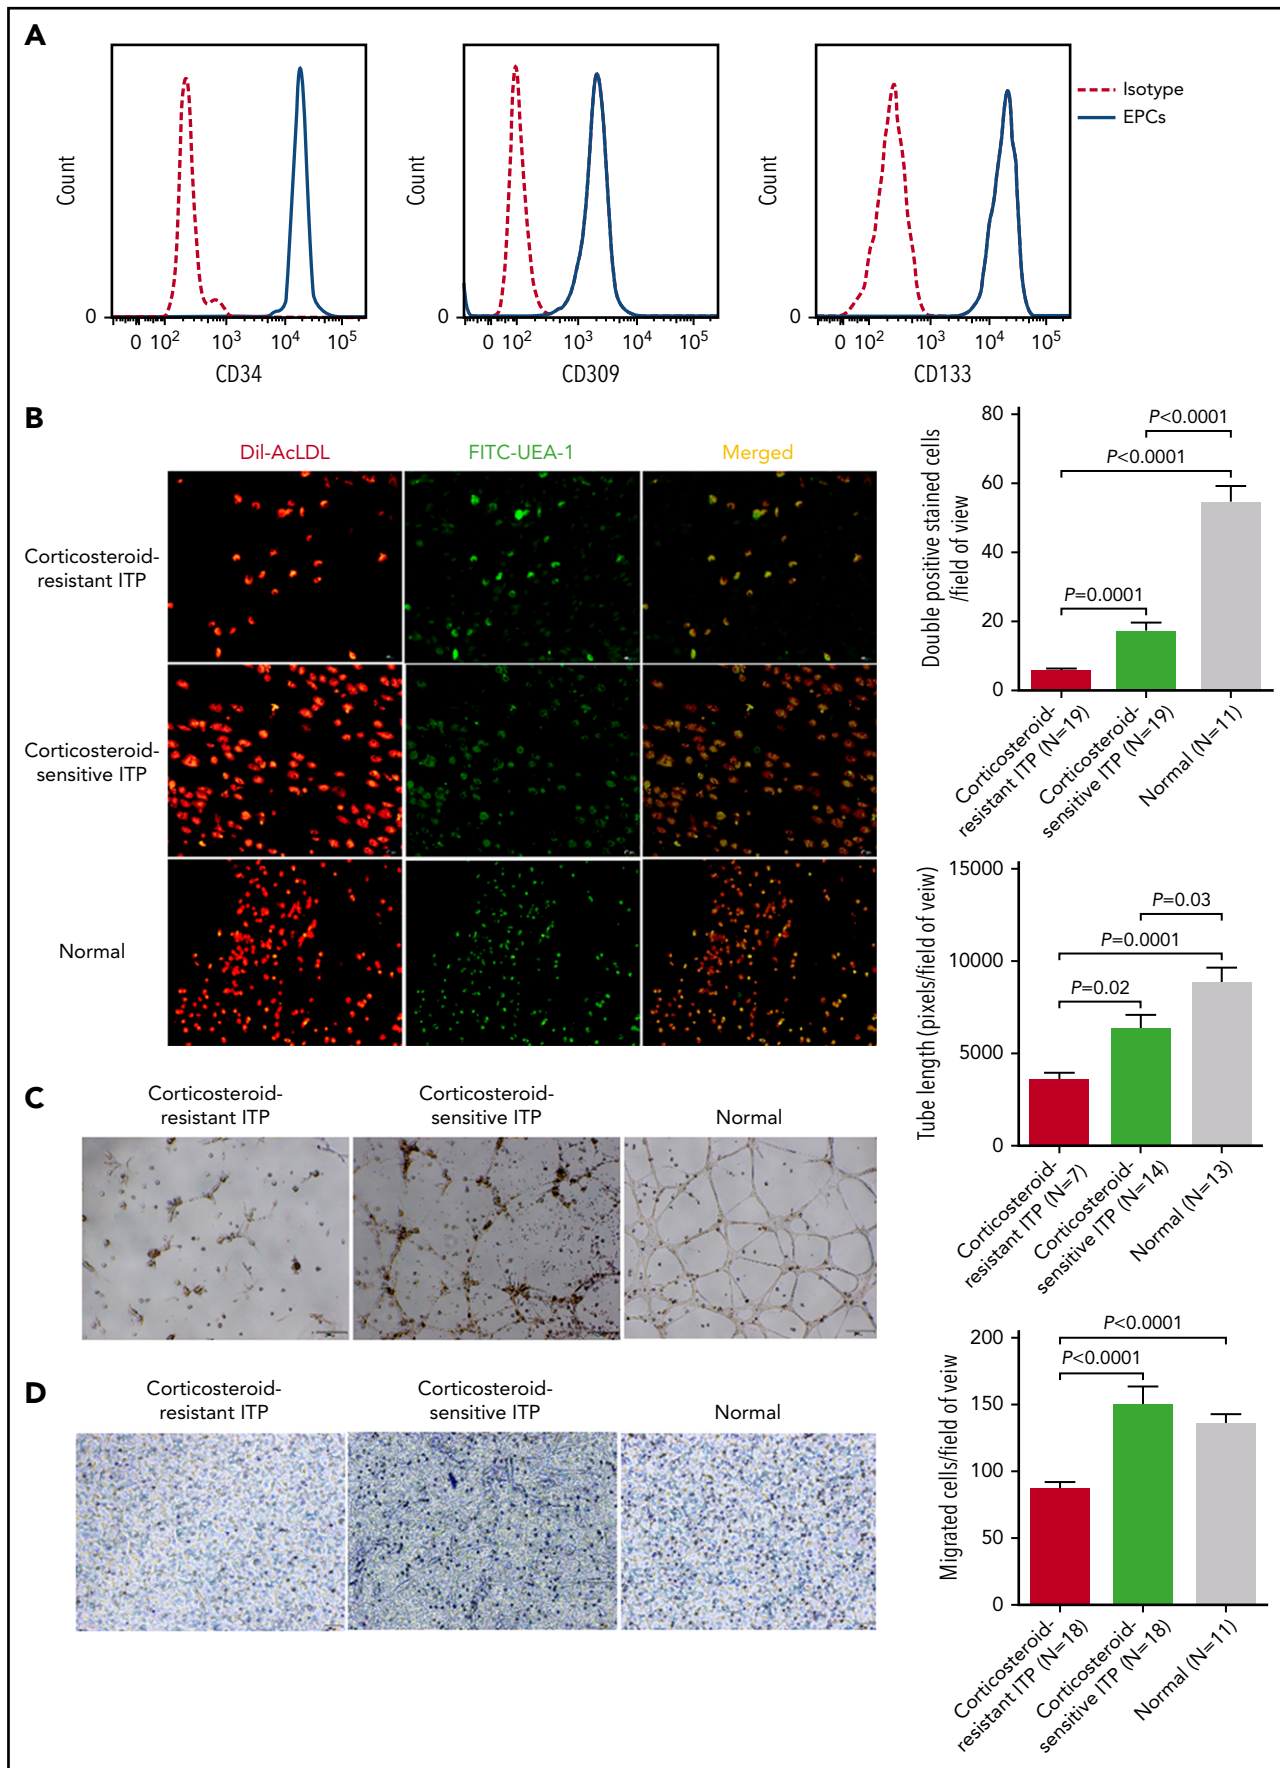 A
Count
0
0 10² 10³ 10⁴ 10⁵
CD34
Count
0
0 10² 10³ 10⁴ 10⁵
CD309
Count
0
0 10² 10³ 10⁴ 10⁵
CD133
Isotype
EPCs
B
Dil-AcLDL
FITC-UEA-1
Merged
Corticosteroid-
resistant ITP
Corticosteroid-
sensitive ITP
Normal
Double positive stained cells
/field of view
80
60
40
20
0
P<0.0001
P<0.0001
P=0.0001
Corticosteroid-
resistant ITP (N=19)
Corticosteroid-
sensitive ITP (N=19)
Normal (N=11)
C
Corticosteroid-
resistant ITP
Corticosteroid-
sensitive ITP
Normal
Tube length (pixels/field of veiw)
15000
10000
5000
0
P=0.03
P=0.0001
P=0.02
Corticosteroid-
resistant ITP (N=7)
Corticosteroid-
sensitive ITP (N=14)
Normal (N=13)
D
Corticosteroid-
resistant ITP
Corticosteroid-
sensitive ITP
Normal
Migrated cells/field of veiw
200
150
100
50
0
P<0.0001
P<0.0001
Corticosteroid-
resistant ITP (N=18)
Corticosteroid-
sensitive ITP (N=18)
Normal (N=11)